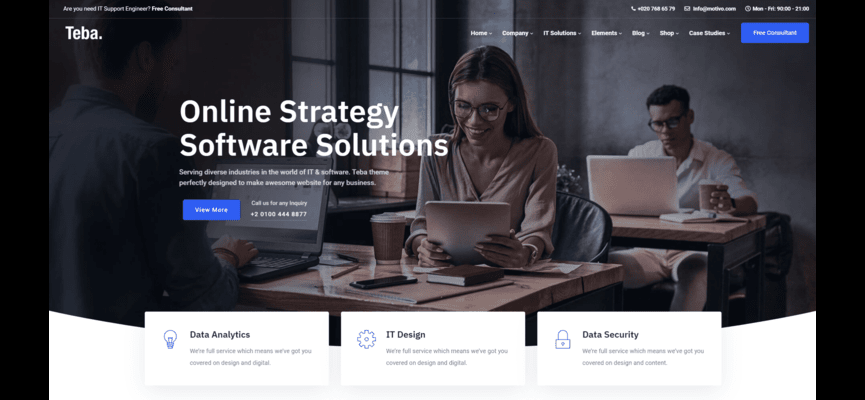 Are you need IT Support Engineer? Free Consultant
+020 768 65 79
Info@motivo.com
Mon - Fri: 90:00 - 21:00
Teba.
Home
Company
IT Solutions
Elements
Blog
Shop
Case Studies
Free Consultant
Online Strategy
Software Solutions
Serving diverse industries in the world of IT & software. Teba theme
perfectly designed to make awesome website for any business.
View More
Call us for any Inquiry
+2 0100 444 8877
Data Analytics
We're full service which means we've got you
covered on design and digital.
IT Design
We're full service which means we've got you
covered on design and digital.
Data Security
We're full service which means we've got you
covered on design and content.